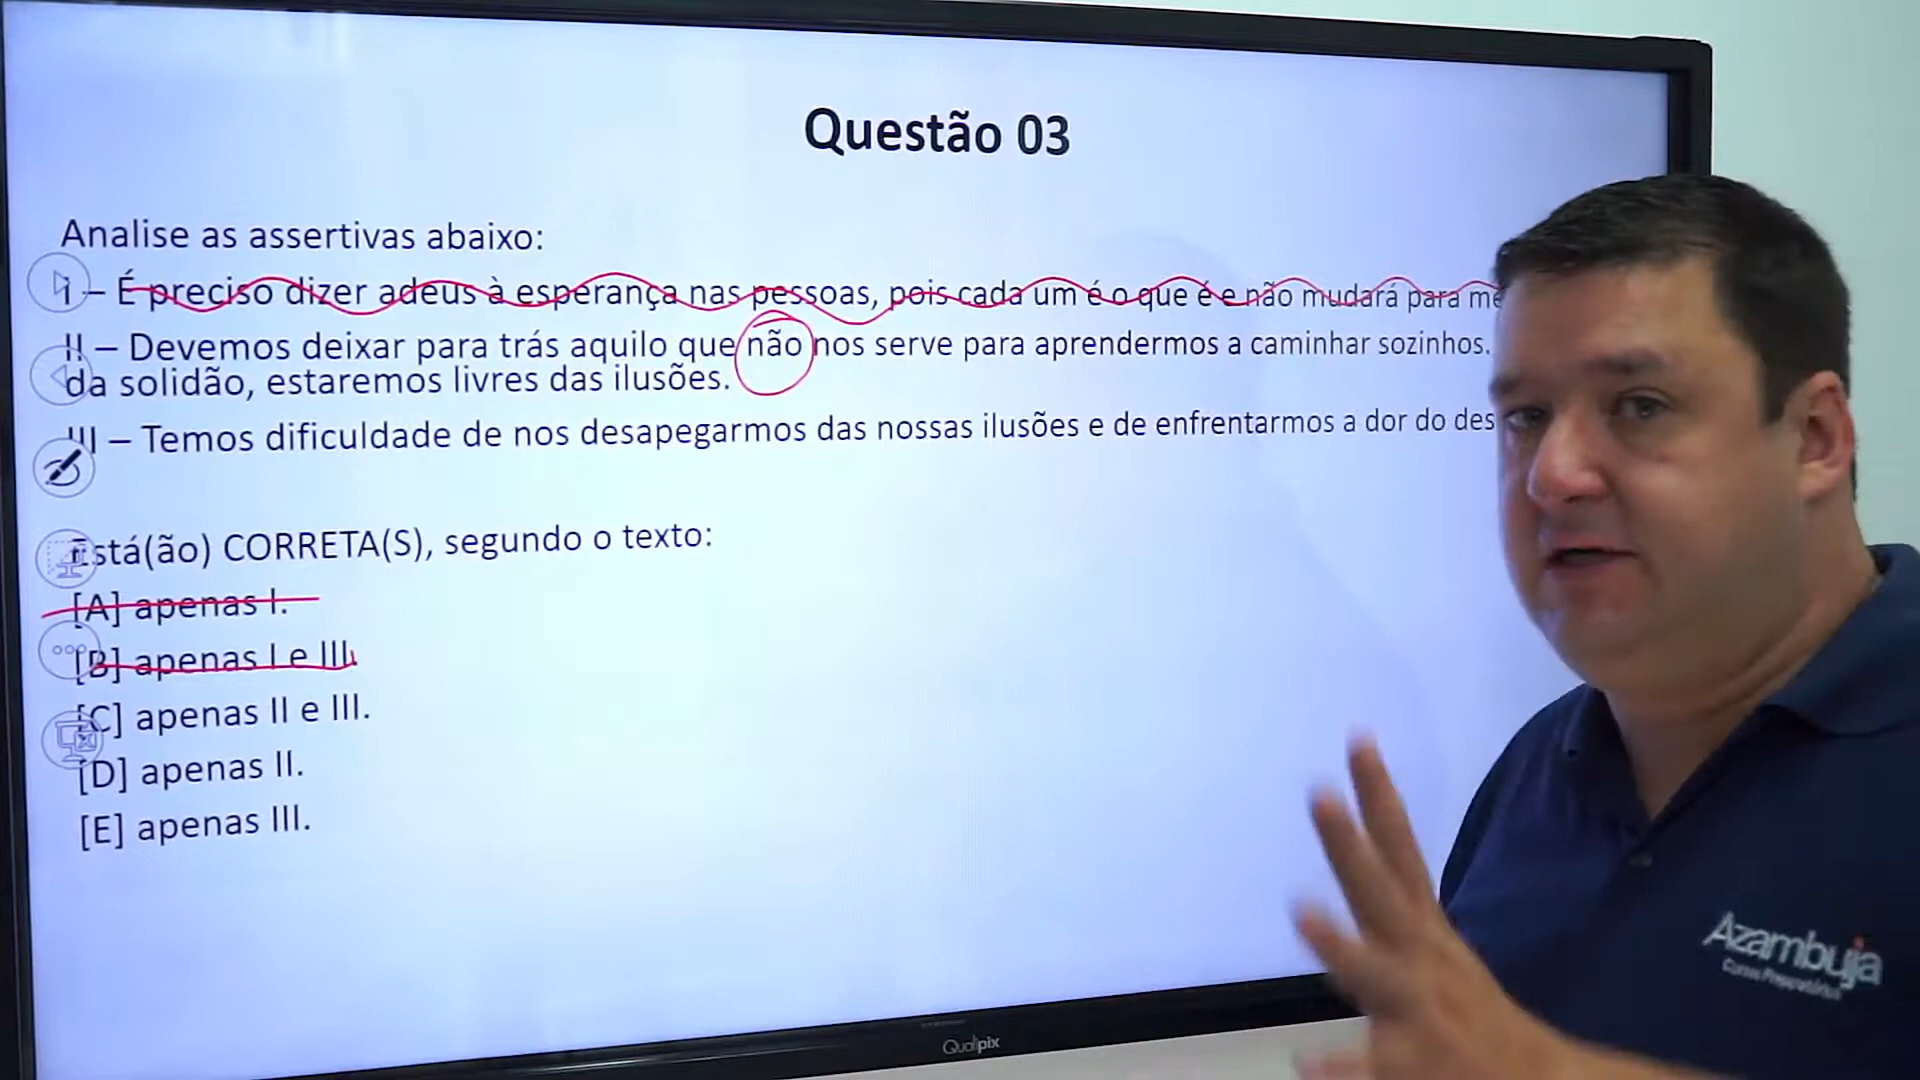 Questão 03
Analise as assertivas abaixo:
I – É preciso dizer adeus à esperança nas pessoas, pois cada um é o que é e não mudará para
II – Devemos deixar para trás aquilo que não nos serve para aprendermos a caminhar sozinhos.
da solidão, estaremos livres das ilusões.
III – Temos dificuldade de nos desapegarmos das nossas ilusões e de enfrentarmos a dor do
Está(ão) CORRETA(S), segundo o texto:
[A] apenas I.
[B] apenas I e III.
[C] apenas II e III.
[D] apenas II.
[E] apenas III.
Azambuja
Qualipix